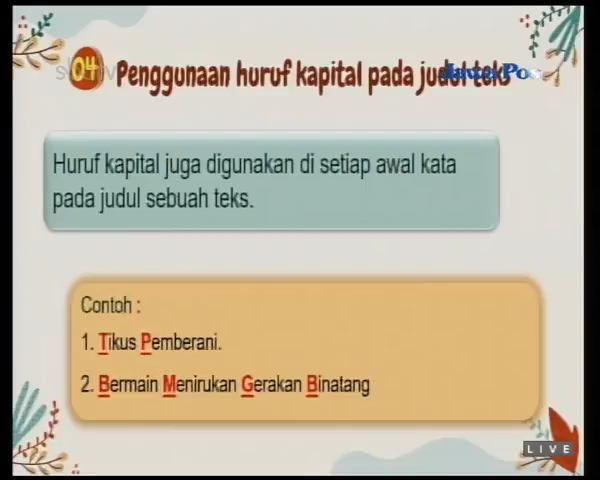 04 Penggunaan huruf kapital pada judul teks
Huruf kapital juga digunakan di setiap awal kata
pada judul sebuah teks.
Contoh :
1. Tikus Pemberani.
2. Bermain Menirukan Gerakan Binatang
LIVE